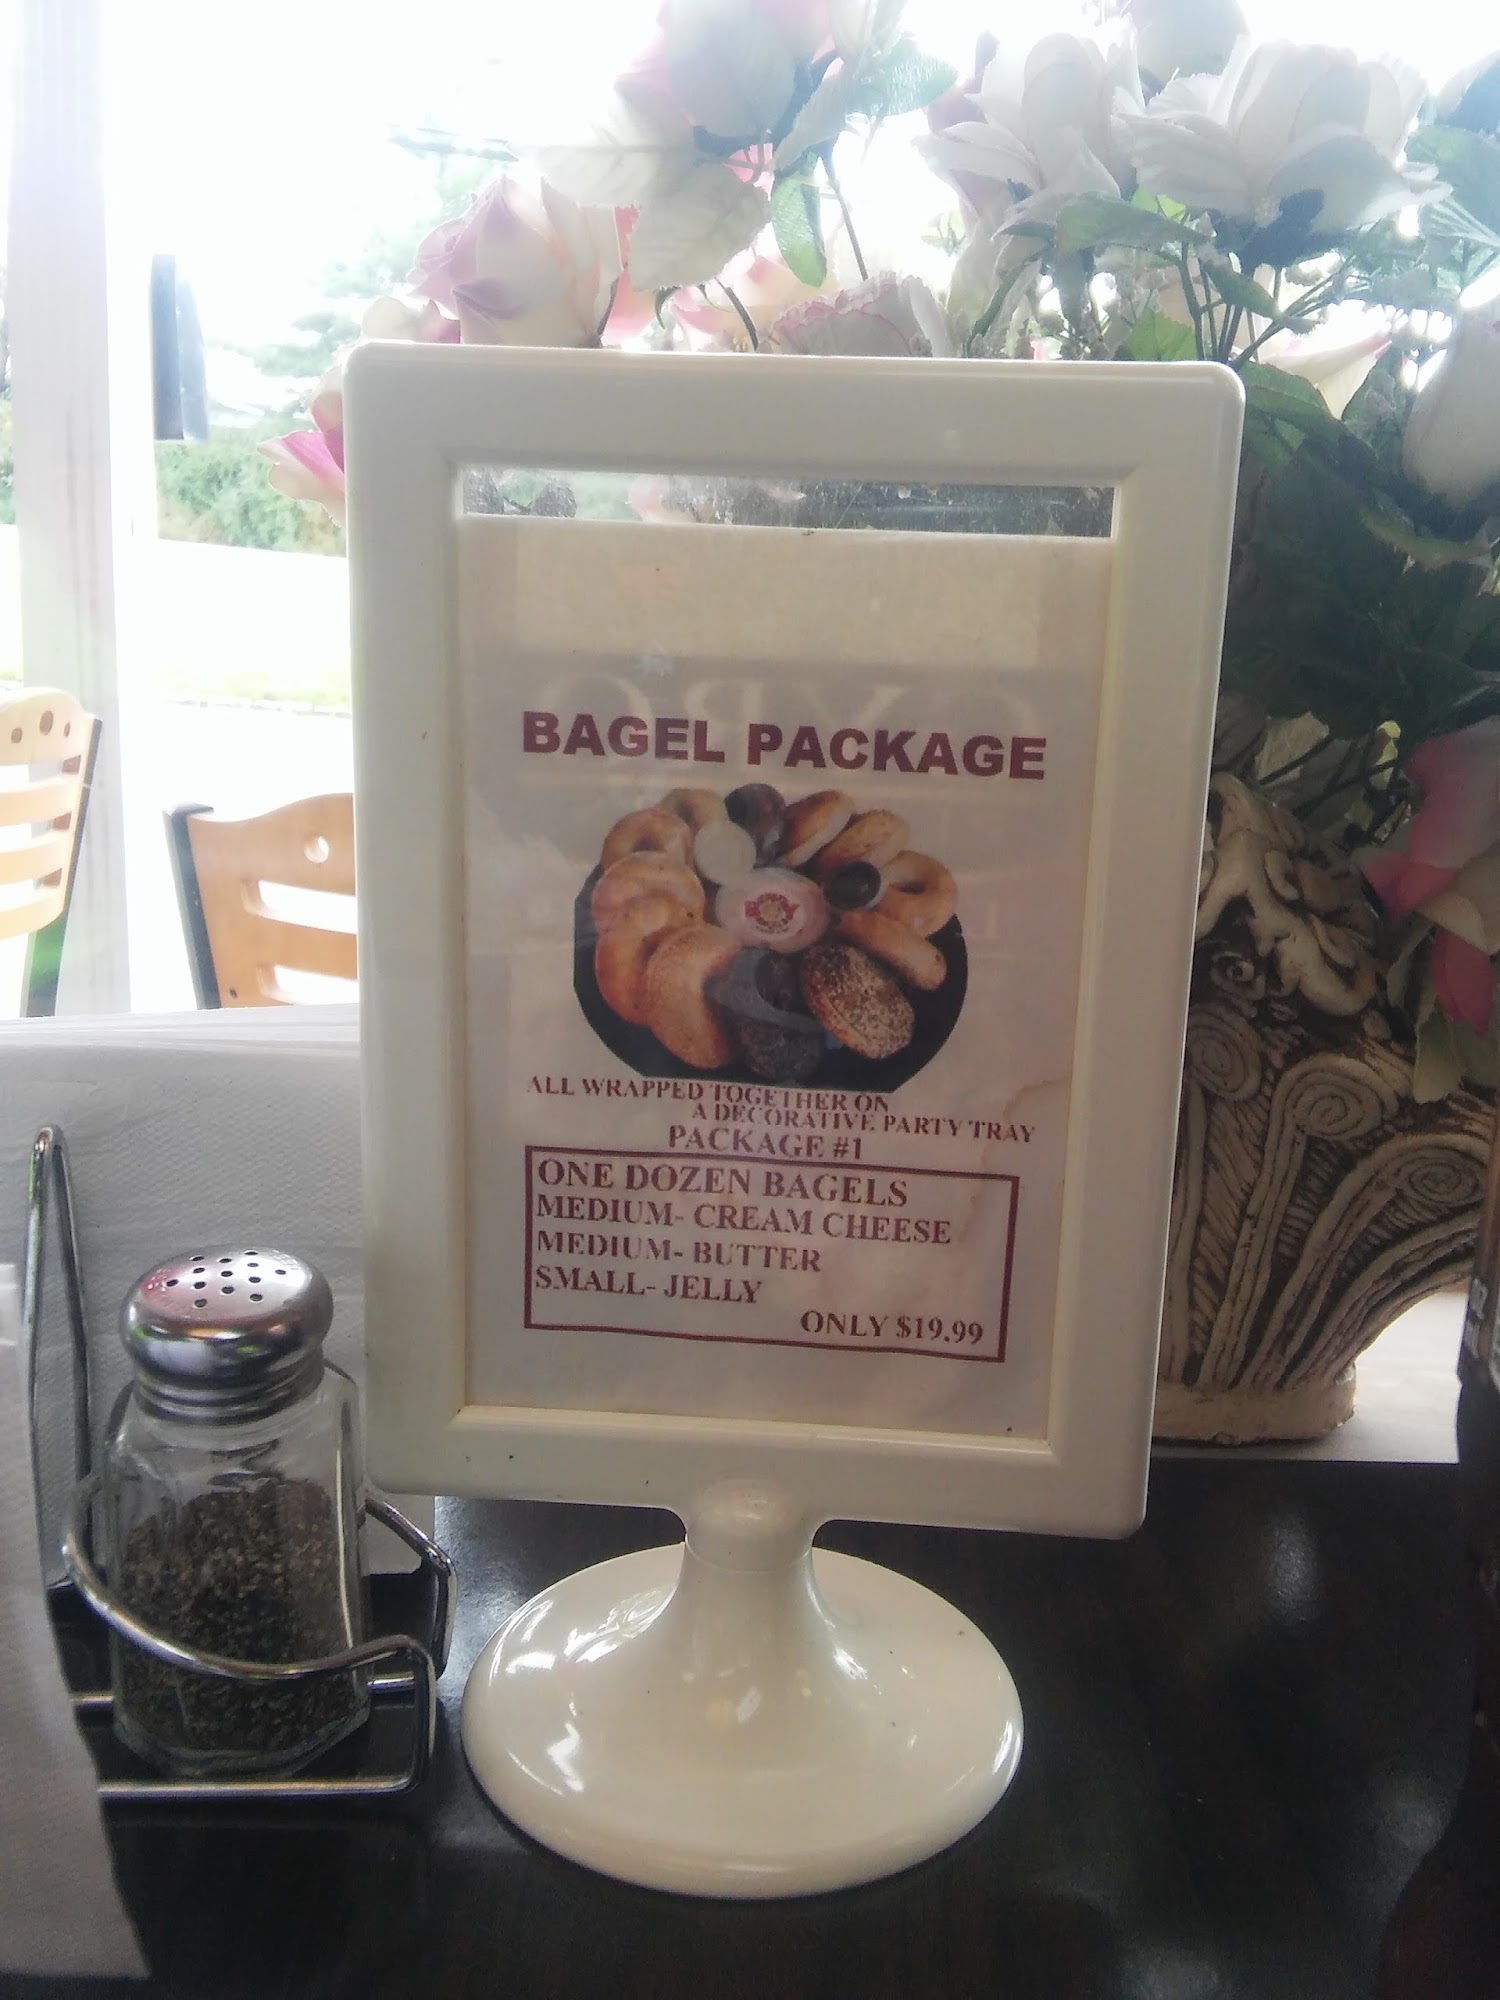 BAGEL PACKAGE
ALL WRAPPED TOGETHER ON
A DECORATIVE PARTY TRAY
PACKAGE #1
ONE DOZEN BAGELS
MEDIUM- CREAM CHEESE
MEDIUM- BUTTER
SMALL- JELLY
ONLY $19.99